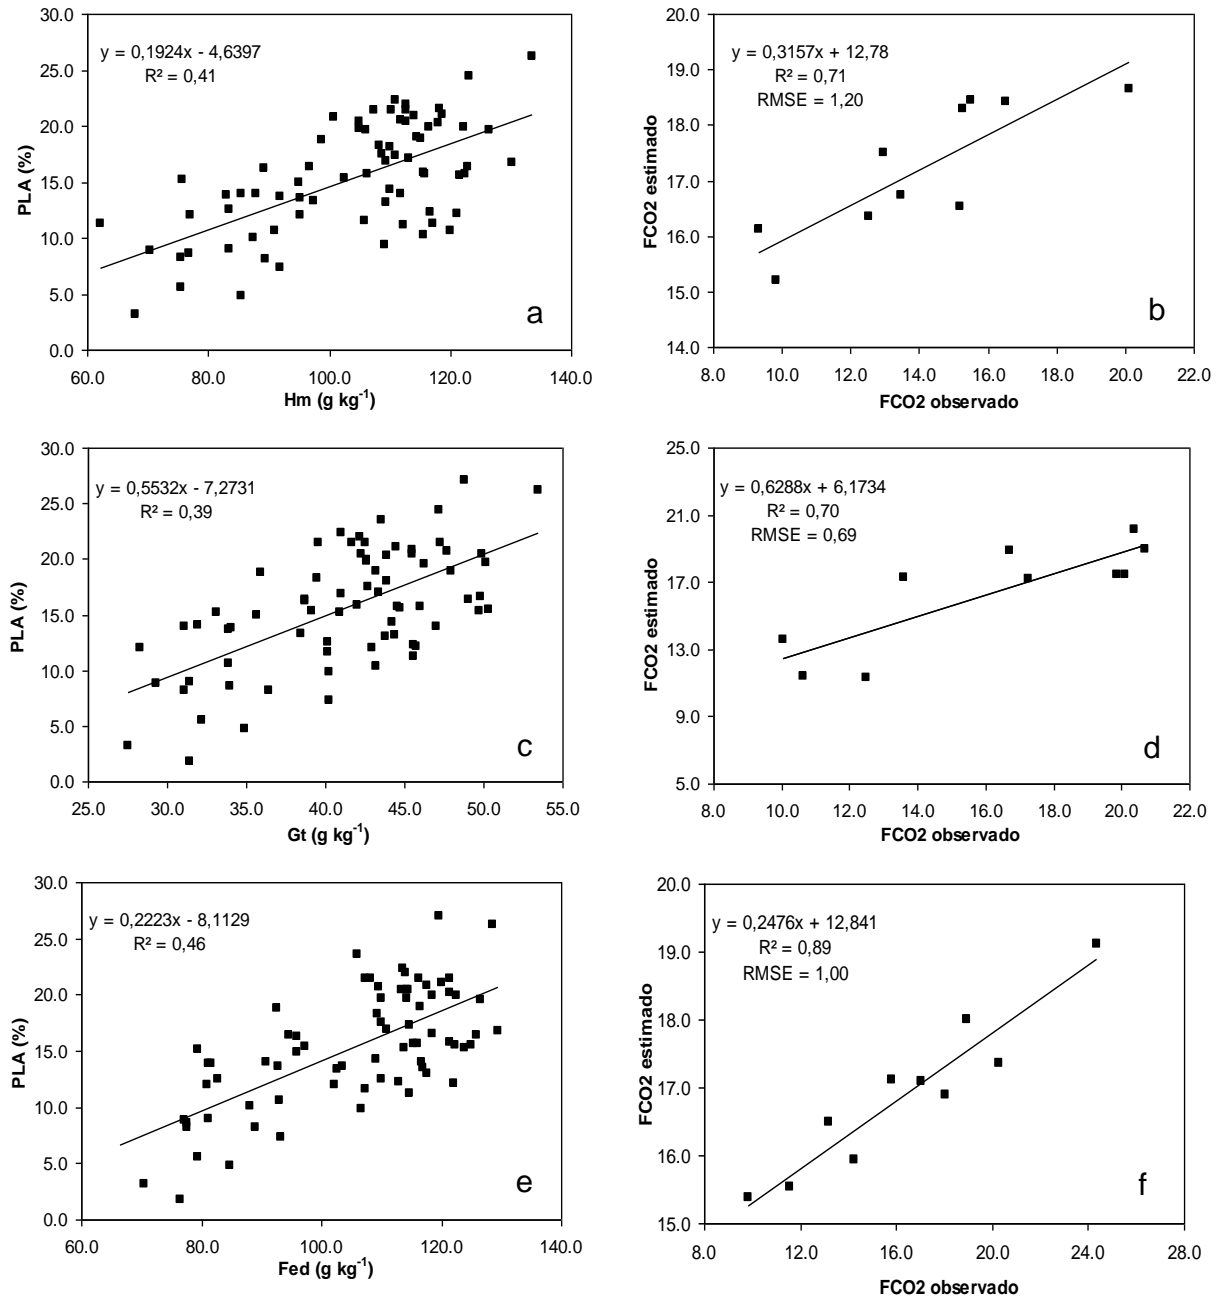 30.0
25.0
20.0
15.0
10.0
5.0
0.0
PLA (%)
y = 0,1924x - 4,6397
R² = 0,41
a
60.0 80.0 100.0 120.0 140.0
Hm (g kg⁻¹)
20.0
19.0
18.0
17.0
16.0
15.0
14.0
FCO2 estimado
y = 0,3157x + 12,78
R² = 0,71
RMSE = 1,20
b
8.0 10.0 12.0 14.0 16.0 18.0 20.0 22.0
FCO2 observado
30.0
25.0
20.0
15.0
10.0
5.0
0.0
PLA (%)
y = 0,5532x - 7,2731
R² = 0,39
c
25.0 30.0 35.0 40.0 45.0 50.0 55.0
Gt (g kg⁻¹)
25.0
21.0
17.0
13.0
9.0
5.0
FCO2 estimado
y = 0,6288x + 6,1734
R² = 0,70
RMSE = 0,69
d
8.0 10.0 12.0 14.0 16.0 18.0 20.0 22.0
FCO2 observado
30.0
25.0
20.0
15.0
10.0
5.0
0.0
PLA (%)
y = 0,2223x - 8,1129
R² = 0,46
e
60.0 80.0 100.0 120.0 140.0
Fed (g kg⁻¹)
20.0
19.0
18.0
17.0
16.0
15.0
FCO2 estimado
y = 0,2476x + 12,841
R² = 0,89
RMSE = 1,00
f
8.0 12.0 16.0 20.0 24.0 28.0
FCO2 observado